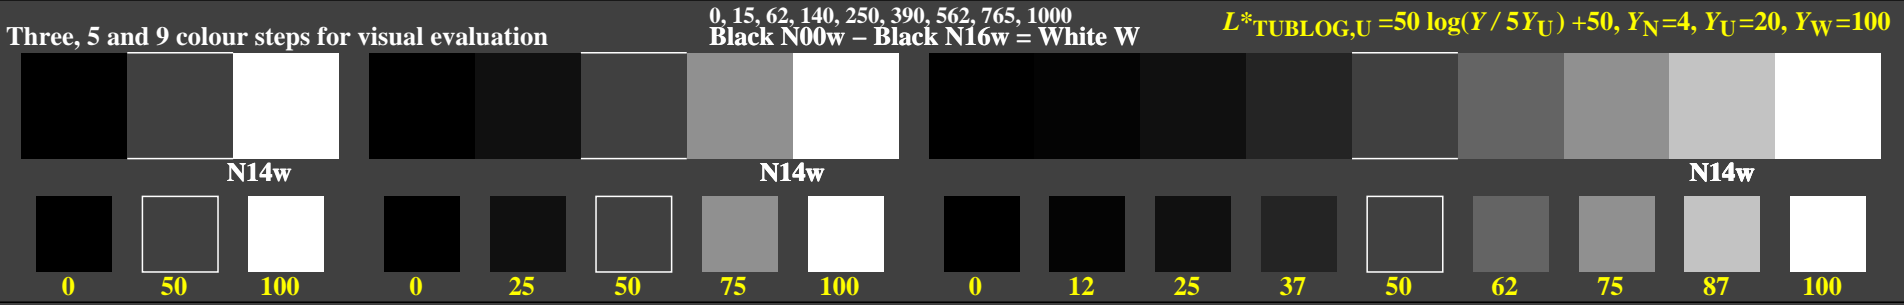 Three, 5 and 9 colour steps for visual evaluation
0, 15, 62, 140, 250, 390, 562, 765, 1000
Black N00w – Black N16w = White W
L*TUBLOG,U =50 log(Y / 5YU) +50, YN=4, YU=20, YW=100
N14w N14w N14w
0 50 100 0 25 50 75 100 0 12 25 37 50 62 75 87 100